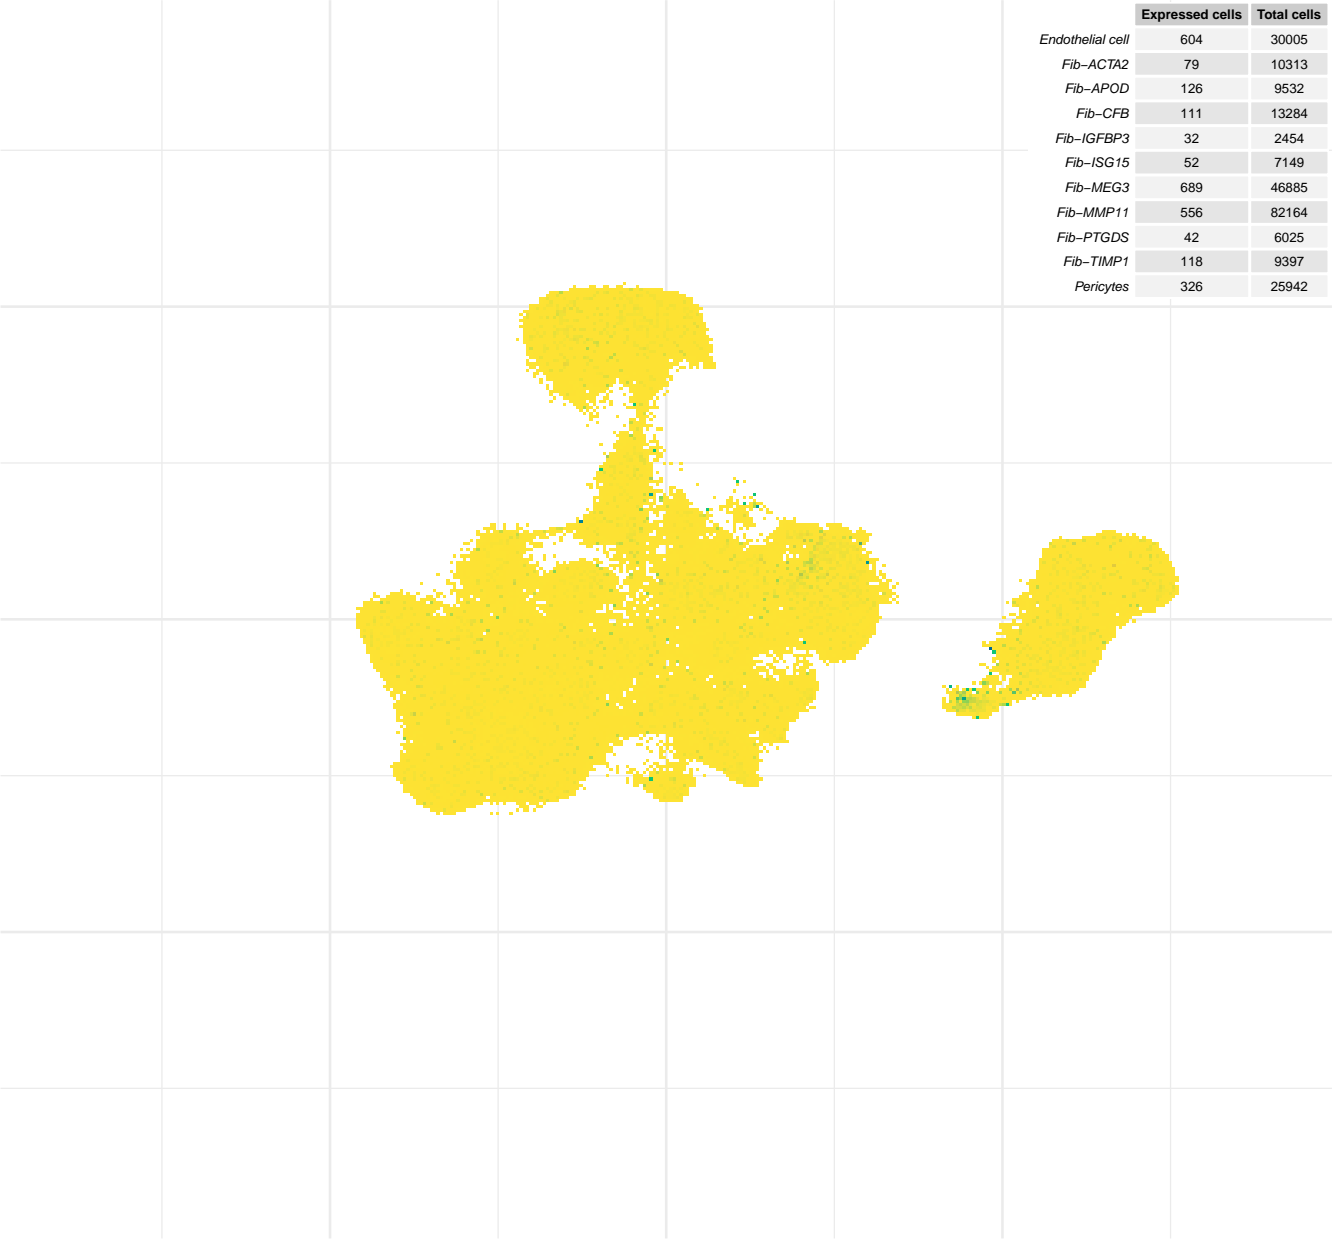 Expressed cells Total cells
Endothelial cell 604 30005
Fib−ACTA2 79 10313
Fib−APOD 126 9532
Fib−CFB 111 13284
Fib−IGFBP3 32 2454
Fib−ISG15 52 7149
Fib−MEG3 689 46885
Fib−MMP11 556 82164
Fib−PTGDS 42 6025
Fib−TIMP1 118 9397
Pericytes 326 25942